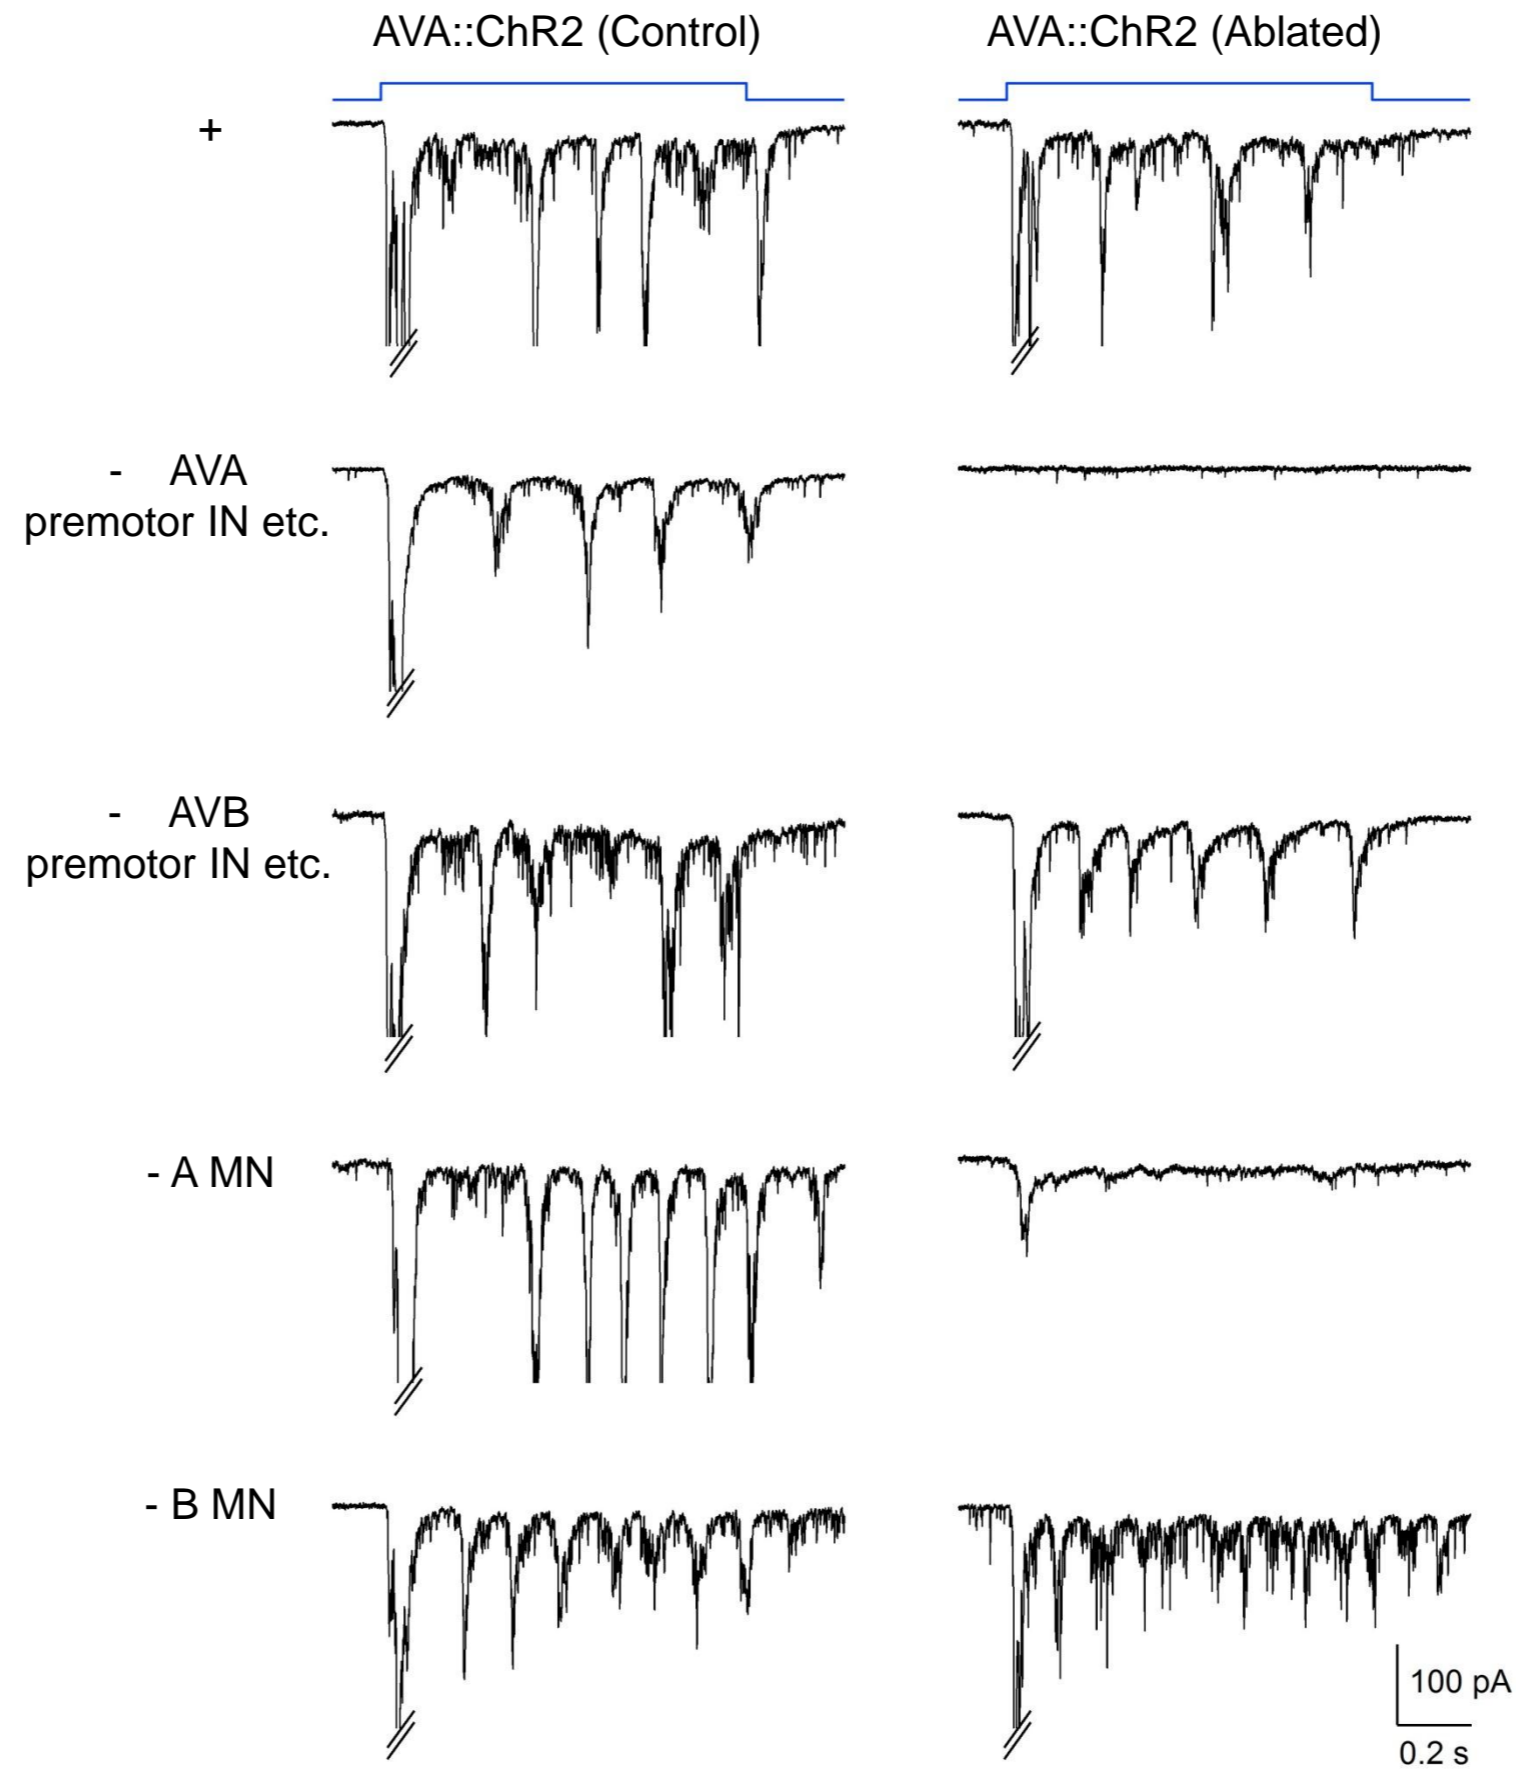 AVA::ChR2 (Control)
AVA::ChR2 (Ablated)
+
- AVA
premotor IN etc.
- AVB
premotor IN etc.
- A MN
- B MN
100 pA
0.2 s